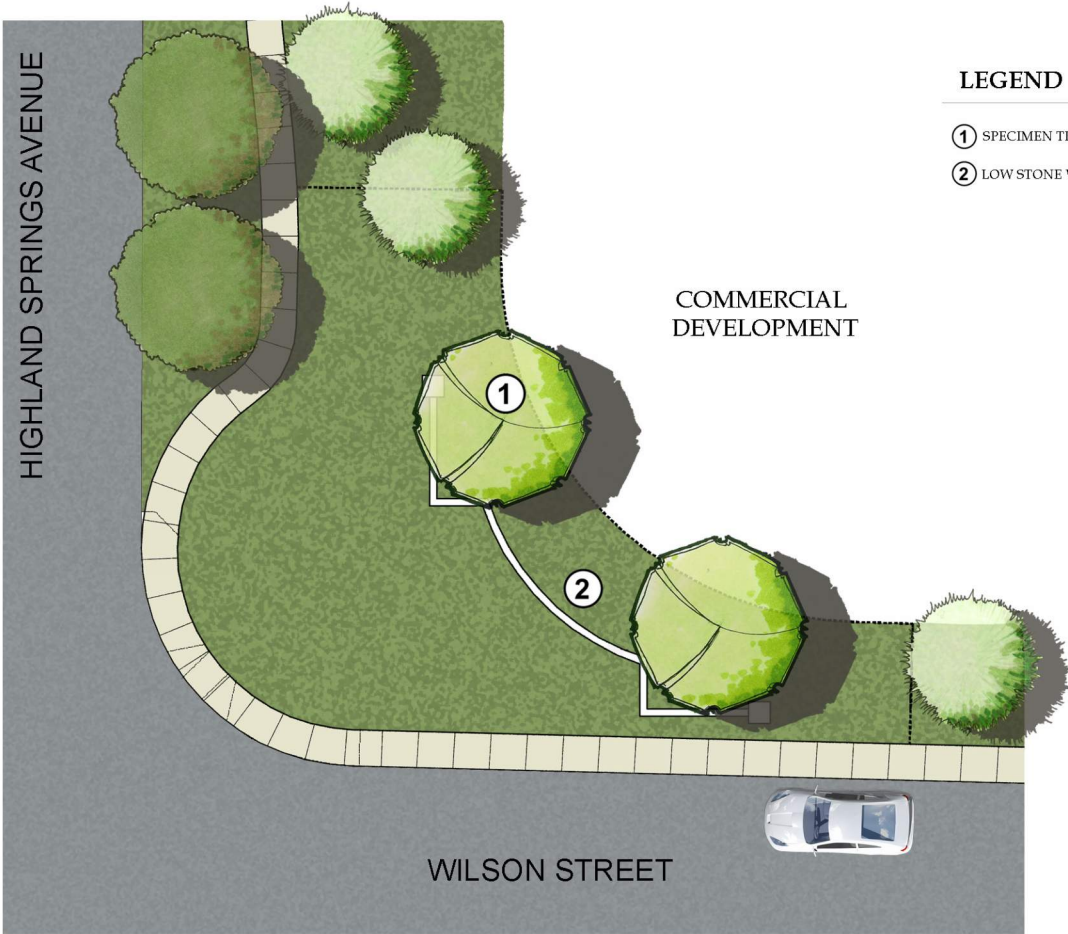 HIGHLAND SPRINGS AVENUE
LEGEND
1 SPECIMEN
2 LOW STONE
COMMERCIAL
DEVELOPMENT
1
2
WILSON STREET